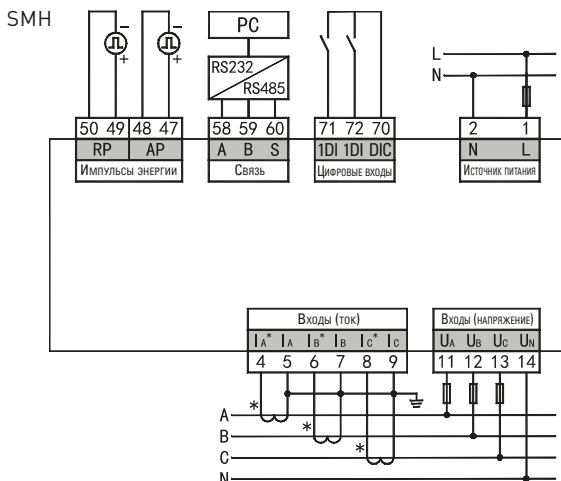 SMH
PC
RS232
RS485
L
N
50 49 48 47
RP AP
Импульсы энергии
58 59 60
A B S
Связь
71 72 70
1DI 1DI DIC
Цифровые входы
2 1
N L
Источник питания
Входы (ток)
IA* IA IB* IB IC* IC
4 5 6 7 8 9
Входы (напряжение)
UA UB UC UN
11 12 13 14
A
B
C
N